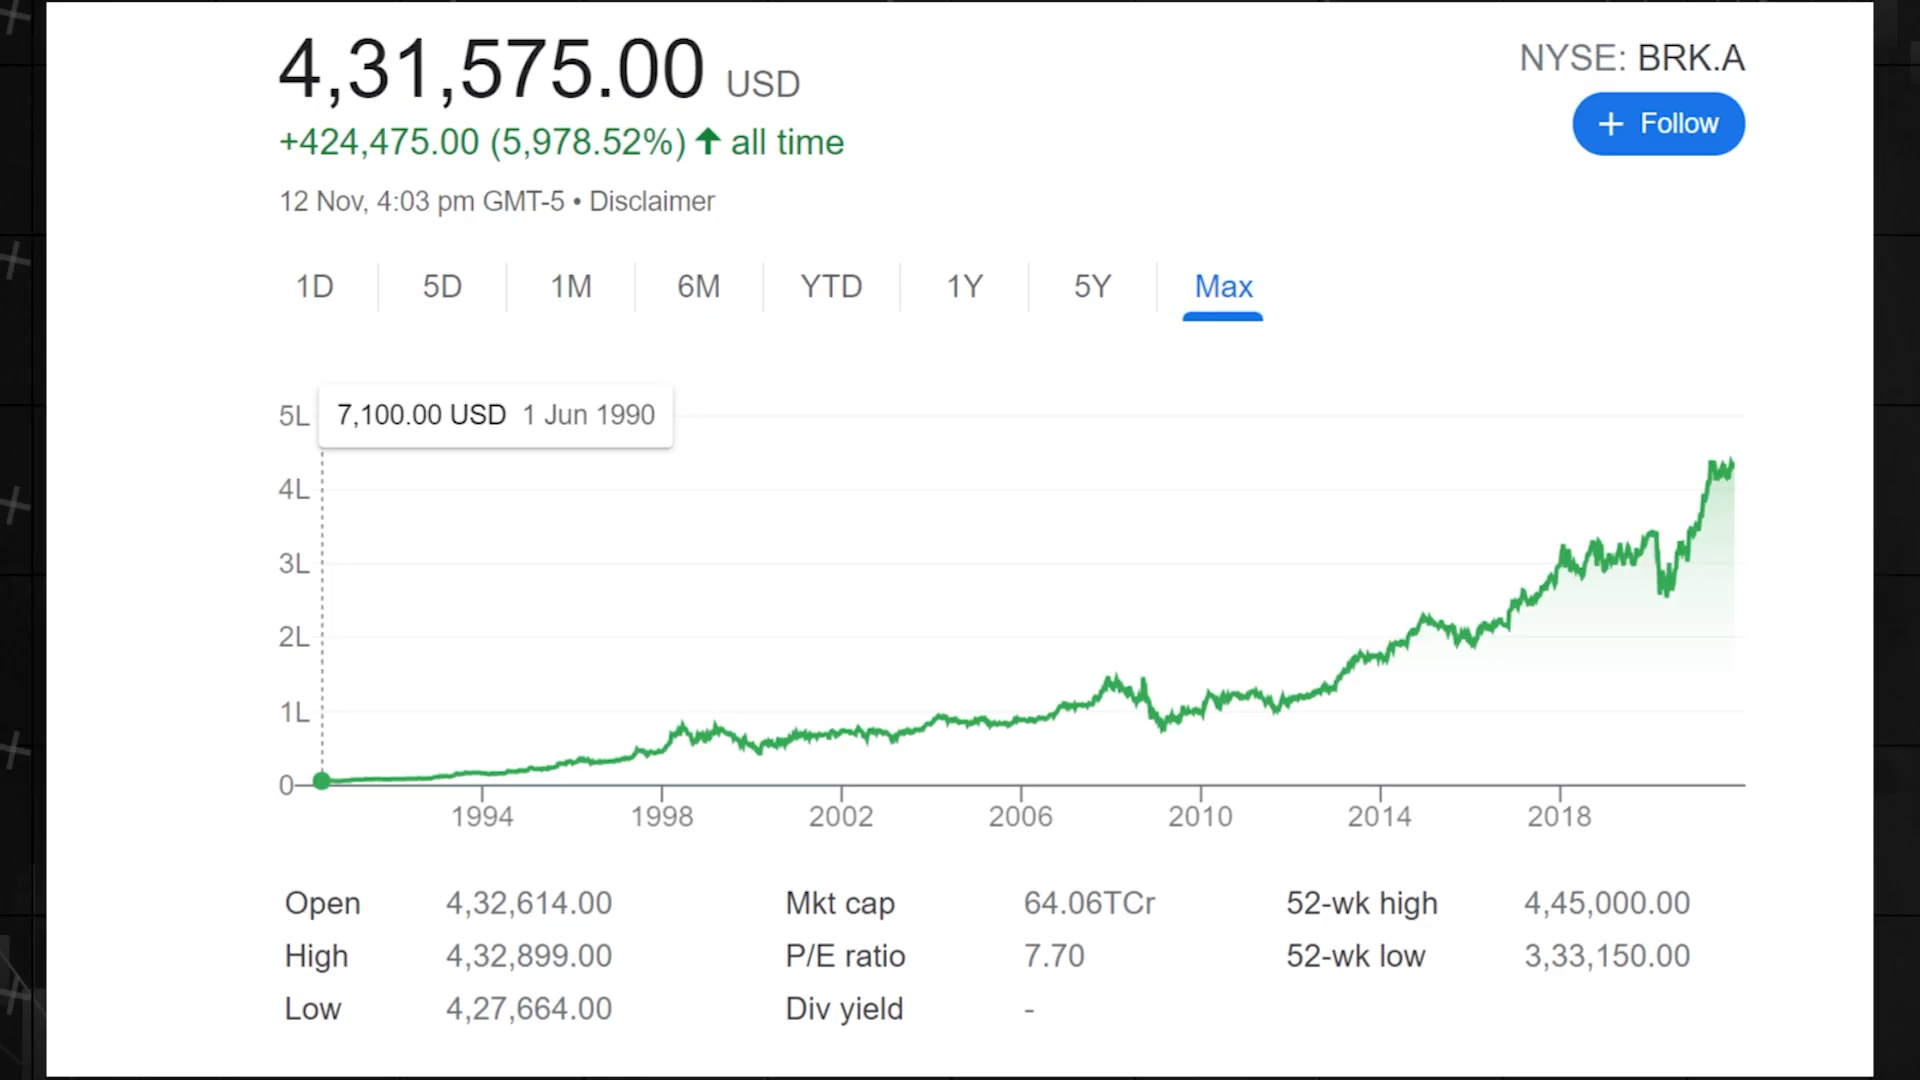 4,31,575.00 USD
NYSE: BRK.A
+424,475.00 (5,978.52%) ↑ all time
+ Follow
12 Nov, 4:03 pm GMT-5 • Disclaimer
1D 5D 1M 6M YTD 1Y 5Y Max
7,100.00 USD 1 Jun 1990
5L
4L
3L
2L
1L
0
1994 1998 2002 2006 2010 2014 2018
Open 4,32,614.00 Mkt cap 64.06TCr 52-wk high 4,45,000.00
High 4,32,899.00 P/E ratio 7.70 52-wk low 3,33,150.00
Low 4,27,664.00 Div yield -